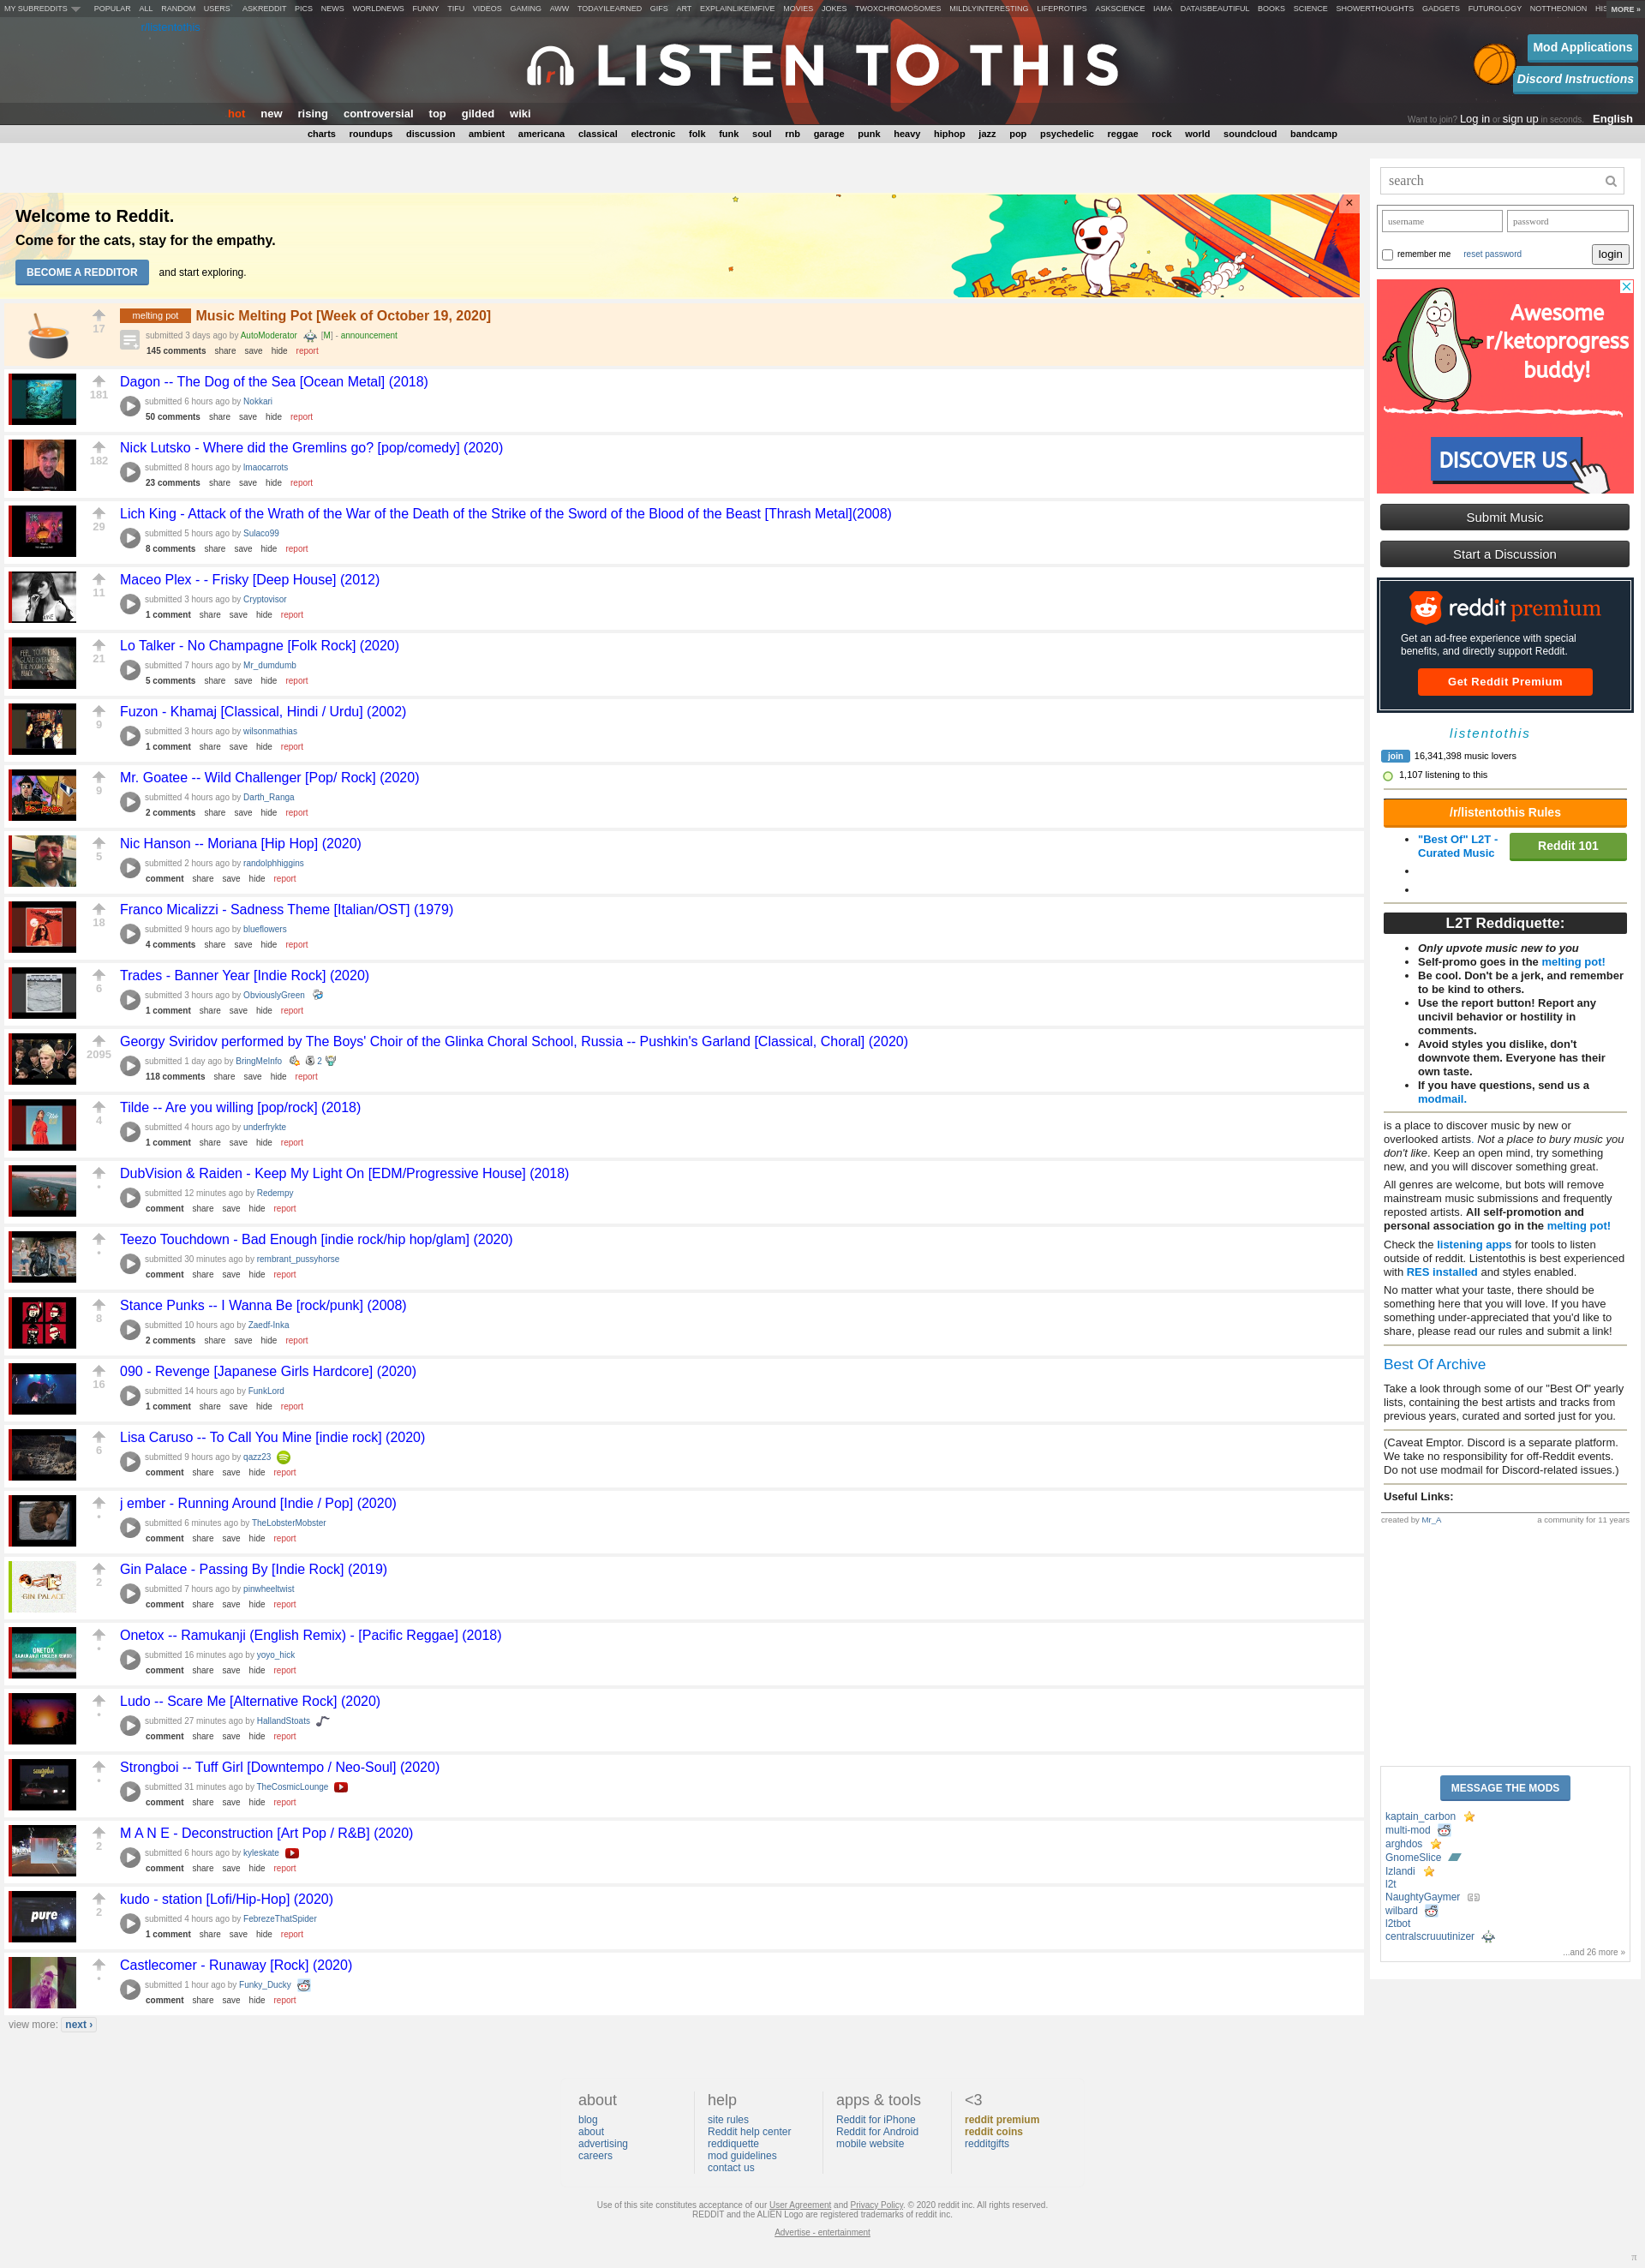 MY SUBREDDITS POPULAR ALL RANDOM USERS ASKREDDIT PICS NEWS WORLDNEWS FUNNY TIFU VIDEOS GAMING AWW TODAYILEARNED GIFS ART EXPLAINLIKEIMFIVE MOVIES JOKES TWOXCHROMOSOMES MILDLYINTERESTING LIFEPROTIPS ASKSCIENCE IAMA DATAISBEAUTIFUL BOOKS SCIENCE SHOWERTHOUGHTS GADGETS FUTUROLOGY NOTTHEONION HIS MORE »
LISTEN TO THIS
Mod Applications
Discord Instructions
hot new rising controversial top gilded wiki
Want to join? Log in or sign up in seconds. English
charts roundups discussion ambient americana classical electronic folk funk soul rnb garage punk heavy hiphop jazz pop psychedelic reggae rock world soundcloud bandcamp
Welcome to Reddit.
Come for the cats, stay for the empathy.
BECOME A REDDITOR and start exploring.
×
17
melting pot Music Melting Pot [Week of October 19, 2020]
submitted 3 days ago by AutoModerator [M] - announcement
145 comments share save hide report
181
Dagon -- The Dog of the Sea [Ocean Metal] (2018)
submitted 6 hours ago by Nokkari
50 comments share save hide report
182
Nick Lutsko - Where did the Gremlins go? [pop/comedy] (2020)
submitted 8 hours ago by lmaocarrots
23 comments share save hide report
29
Lich King - Attack of the Wrath of the War of the Death of the Strike of the Sword of the Blood of the Beast [Thrash Metal](2008)
submitted 5 hours ago by Sulaco99
8 comments share save hide report
11
Maceo Plex - - Frisky [Deep House] (2012)
submitted 3 hours ago by Cryptovisor
1 comment share save hide report
21
Lo Talker - No Champagne [Folk Rock] (2020)
submitted 7 hours ago by Mr_dumdumb
5 comments share save hide report
9
Fuzon - Khamaj [Classical, Hindi / Urdu] (2002)
submitted 3 hours ago by wilsonmathias
1 comment share save hide report
9
Mr. Goatee -- Wild Challenger [Pop/ Rock] (2020)
submitted 4 hours ago by Darth_Ranga
2 comments share save hide report
5
Nic Hanson -- Moriana [Hip Hop] (2020)
submitted 2 hours ago by randolphhiggins
comment share save hide report
18
Franco Micalizzi - Sadness Theme [Italian/OST] (1979)
submitted 9 hours ago by blueflowers
4 comments share save hide report
6
Trades - Banner Year [Indie Rock] (2020)
submitted 3 hours ago by ObviouslyGreen
1 comment share save hide report
2095
Georgy Sviridov performed by The Boys' Choir of the Glinka Choral School, Russia -- Pushkin's Garland [Classical, Choral] (2020)
submitted 1 day ago by BringMeInfo 2
118 comments share save hide report
4
Tilde -- Are you willing [pop/rock] (2018)
submitted 4 hours ago by underfrykte
1 comment share save hide report
•
DubVision & Raiden - Keep My Light On [EDM/Progressive House] (2018)
submitted 12 minutes ago by Redempy
comment share save hide report
•
Teezo Touchdown - Bad Enough [indie rock/hip hop/glam] (2020)
submitted 30 minutes ago by rembrant_pussyhorse
comment share save hide report
8
Stance Punks -- I Wanna Be [rock/punk] (2008)
submitted 10 hours ago by Zaedf-Inka
2 comments share save hide report
16
090 - Revenge [Japanese Girls Hardcore] (2020)
submitted 14 hours ago by FunkLord
1 comment share save hide report
6
Lisa Caruso -- To Call You Mine [indie rock] (2020)
submitted 9 hours ago by qazz23
comment share save hide report
•
j ember - Running Around [Indie / Pop] (2020)
submitted 6 minutes ago by TheLobsterMobster
comment share save hide report
GIN PALACE
2
Gin Palace - Passing By [Indie Rock] (2019)
submitted 7 hours ago by pinwheeltwist
comment share save hide report
ONETOX
•
Onetox -- Ramukanji (English Remix) - [Pacific Reggae] (2018)
submitted 16 minutes ago by yoyo_hick
comment share save hide report
•
Ludo -- Scare Me [Alternative Rock] (2020)
submitted 27 minutes ago by HallandStoats
comment share save hide report
•
Strongboi -- Tuff Girl [Downtempo / Neo-Soul] (2020)
submitted 31 minutes ago by TheCosmicLounge
comment share save hide report
2
M A N E - Deconstruction [Art Pop / R&B] (2020)
submitted 6 hours ago by kyleskate
comment share save hide report
pure
2
kudo - station [Lofi/Hip-Hop] (2020)
submitted 4 hours ago by FebrezeThatSpider
1 comment share save hide report
•
Castlecomer - Runaway [Rock] (2020)
submitted 1 hour ago by Funky_Ducky
comment share save hide report
view more: next ›
search
username password
remember me reset password login
Awesome
r/ketoprogress
buddy!
DISCOVER US
Submit Music
Start a Discussion
reddit premium
Get an ad-free experience with special
benefits, and directly support Reddit.
Get Reddit Premium
listentothis
join 16,341,398 music lovers
1,107 listening to this
/r/listentothis Rules
"Best Of" L2T -
Curated Music
Reddit 101
L2T Reddiquette:
Only upvote music new to you
Self-promo goes in the melting pot!
Be cool. Don't be a jerk, and remember
to be kind to others.
Use the report button! Report any
uncivil behavior or hostility in
comments.
Avoid styles you dislike, don't
downvote them. Everyone has their
own taste.
If you have questions, send us a
modmail.
is a place to discover music by new or
overlooked artists. Not a place to bury music you
don't like. Keep an open mind, try something
new, and you will discover something great.
All genres are welcome, but bots will remove
mainstream music submissions and frequently
reposted artists. All self-promotion and
personal association go in the melting pot!
Check the listening apps for tools to listen
outside of reddit. Listentothis is best experienced
with RES installed and styles enabled.
No matter what your taste, there should be
something here that you will love. If you have
something under-appreciated that you'd like to
share, please read our rules and submit a link!
Best Of Archive
Take a look through some of our "Best Of" yearly
lists, containing the best artists and tracks from
previous years, curated and sorted just for you.
(Caveat Emptor. Discord is a separate platform.
We take no responsibility for off-Reddit events.
Do not use modmail for Discord-related issues.)
Useful Links:
created by Mr_A a community for 11 years
MESSAGE THE MODS
kaptain_carbon
multi-mod
arghdos
GnomeSlice
Izlandi
l2t
NaughtyGaymer
wilbard
l2tbot
centralscruuutinizer
...and 26 more »
about
blog
about
advertising
careers
help
site rules
Reddit help center
reddiquette
mod guidelines
contact us
apps & tools
Reddit for iPhone
Reddit for Android
mobile website
<3
reddit premium
reddit coins
redditgifts
Use of this site constitutes acceptance of our User Agreement and Privacy Policy. © 2020 reddit inc. All rights reserved.
REDDIT and the ALIEN Logo are registered trademarks of reddit inc.
Advertise - entertainment
π